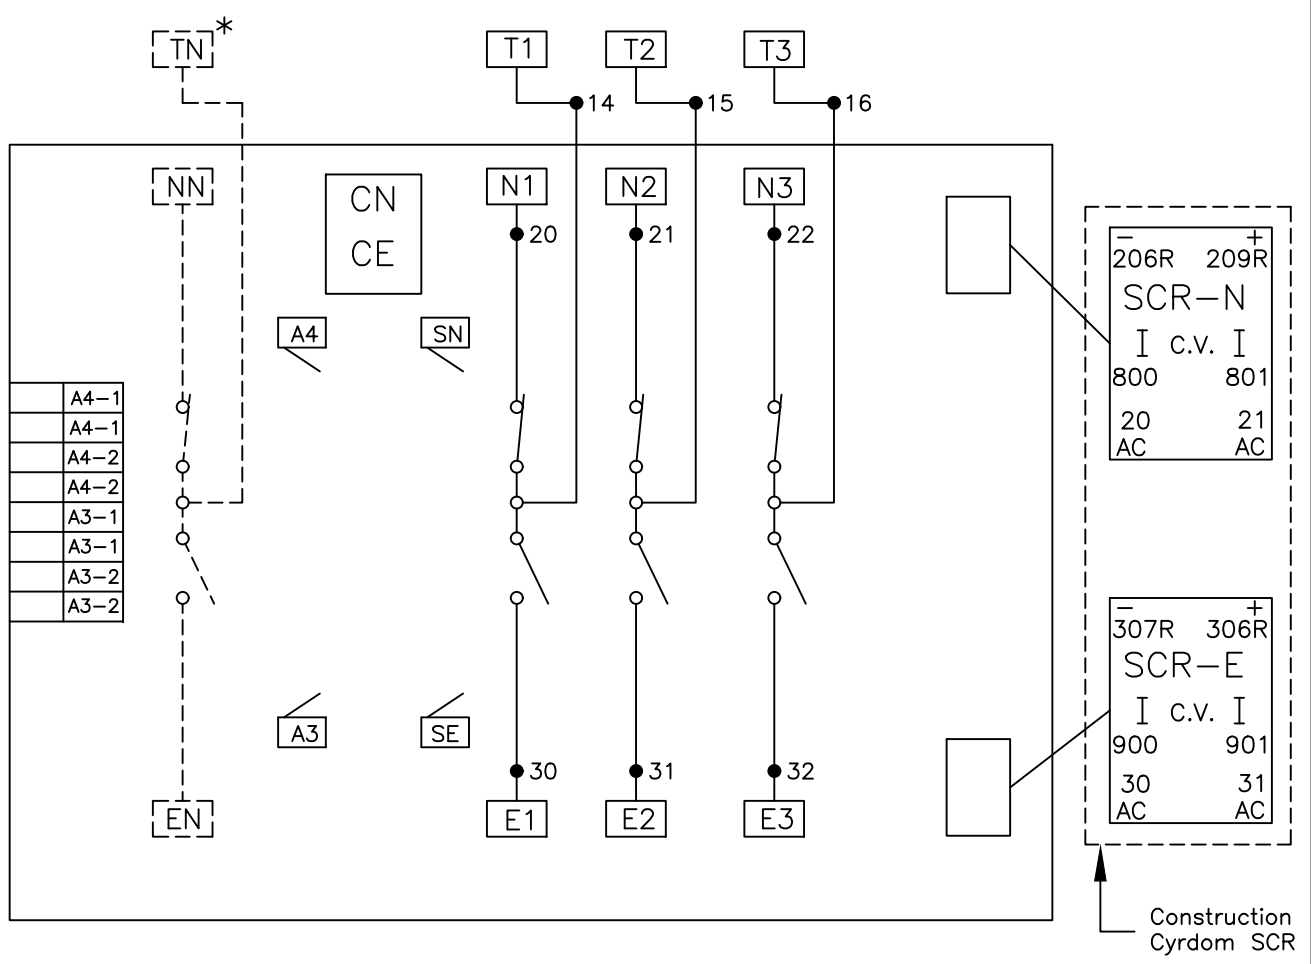 TN*
T1
T2
T3
14
15
16
NN
CN
CE
N1
N2
N3
20
21
22
A4
SN
A4-1
A4-1
A4-2
A4-2
A3-1
A3-1
A3-2
A3-2
A3
SE
30
31
32
EN
E1
E2
E3
- +
206R 209R
SCR-N
I C.V. I
800 801
20 21
AC AC
- +
307R 306R
SCR-E
I C.V. I
900 901
30 31
AC AC
Construction
Cyrdom SCR